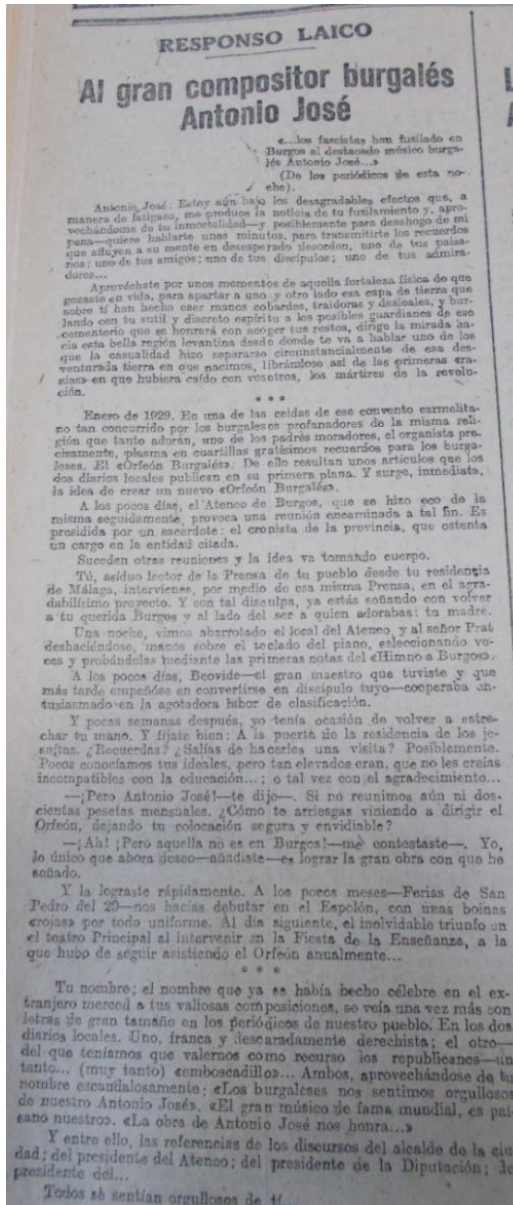 RESPONSO LAICO
Al gran compositor burgalés
Antonio José
«...los fascistas han fusilado en
Burgos al destacado músico burga-
lés Antonio José...»
(De los periódicos de esta no-
che).
Antonio José: Estoy aún bajo los desagradables efectos que, a
manera de fatigas, me produce la noticia de tu fusilamiento y, apro-
vechándome de tu inmortalidad—y posiblemente para desahogo de mi
pena—quiero hablarte unos minutos, para transmitirte los recuerdos
que afluyen a su mente en desesperado desorden, uno de tus paisa-
nos; uno de tus amigos; uno de tus discípulos; uno de tus admira-
dores...
Aprovéchate por unos momentos de aquella fortaleza física de que
gozaste en vida, para apartar a uno y otro lado esa capa de tierra que
sobre tí han hecho caer manos cobardes, traidoras y desleales, y bur-
lando con tu sutil y discreto espíritu a los posibles guardianes de ese
cementerio que se honrará con acoger tus restos, dirige la mirada ha-
cia esta bella región levantina desde donde te va a hablar uno de los
que la casualidad hizo separarse circunstancialmente de esa des-
venturada tierra en que nacimos, librándose así de las primeras «ra-
zzias» en que hubiera caído con vosotros, los mártires de la revolu-
ción.
* * *
Enero de 1929. En una de las celdas de ese convento carmelita-
no tan concurrido por los burgaleses profanadores de la misma reli-
gión que tanto adoran, uno de los padres moradores, el organista pre-
cisamente, plasma en cuartillas gratísimos recuerdos para los burga-
leses. El «Orfeón Burgalés». De ello resultan unos artículos que los
dos diarios locales publican en su primera plana. Y surge, inmediata,
la idea de crear un nuevo «Orfeón Burgalés».
A los pocos días, el Ateneo de Burgos, que se hizo eco de la
misma seguidamente, provoca una reunión encaminada a tal fin. Es
presidida por un sacerdote: el cronista de la provincia, que ostenta
un cargo en la entidad citada.
Suceden otras reuniones y la idea va tomando cuerpo.
Tú, asíduo lector de la Prensa de tu pueblo desde tu residencia
de Málaga, intervienes, por medio de esa misma Prensa, en el agra-
dabilísimo proyecto. Y con tal disculpa, ya estás soñando con volver
a tu querida Burgos y al lado del ser a quien adorabas: tu madre.
Una noche, vimos abarrotado el local del Ateneo, y al señor Prat
deshaciéndose, manos sobre el teclado del piano, seleccionando vo-
ces y probándolas mediante las primeras notas del «Himno a Burgos».
A los pocos días, Beovide—el gran maestro que tuviste y que
más tarde empeñóse en convertirse en discípulo tuyo—cooperaba en-
tusiasmado en la agotadora labor de clasificación.
Y pocas semanas después, yo tenía ocasión de volver a estre-
char tu mano. Y fíjate bien: A la puerta de la residencia de los je-
suítas. ¿Recuerdas? ¿Salías de hacerles una visita? Posiblemente.
Pocos conocíamos tus ideales, pero tan elevados eran, que no les creías
incompatibles con la educación...; o tal vez con el agradecimiento...
—¡Pero Antonio José!—te dijo—. Si no reunimos aún ni dos-
cientas pesetas mensuales. ¿Cómo te arriesgas viniendo a dirigir el
Orfeón, dejando tu colocación segura y envidiable?
—¡Ah! ¡Pero aquella no es en Burgos!—me contestaste—. Yo,
lo único que ahora deseo—añadiste—es lograr la gran obra con que he
soñado.
Y la lograste rápidamente. A los pocos meses—Ferias de San
Pedro del 29—nos hacías debutar en el Espolón, con unas boinas
«rojas» por todo uniforme. Al día siguiente, el inolvidable triunfo en
el teatro Principal al intervenir en la Fiesta de la Enseñanza, a la
que hubo de seguir asistiendo el Orfeón anualmente...
* * *
Tu nombre; el nombre que ya se había hecho célebre en el ex-
tranjero merced a tus valiosas composiciones, se veía una vez más con
letras de gran tamaño en los periódicos de nuestro pueblo. En los dos
diarios locales. Uno, franca y descaradamente derechista; el otro—
del que teníamos que valernos como recurso los republicanos—un
tanto... (muy tanto) «emboscadillo»... Ambos, aprovechándose de tu
nombre escandalosamente: «Los burgaleses nos sentimos orgullosos
de nuestro Antonio José». «El gran músico de fama mundial, es pai-
sano nuestro». «La obra de Antonio José nos honra...»
Y entre ello, las referencias de los discursos del alcalde de la ciu
dad; del presidente del Ateneo; del presidente de la Diputación; de
presidente del...
Todos se sentían orgullosos de tí...